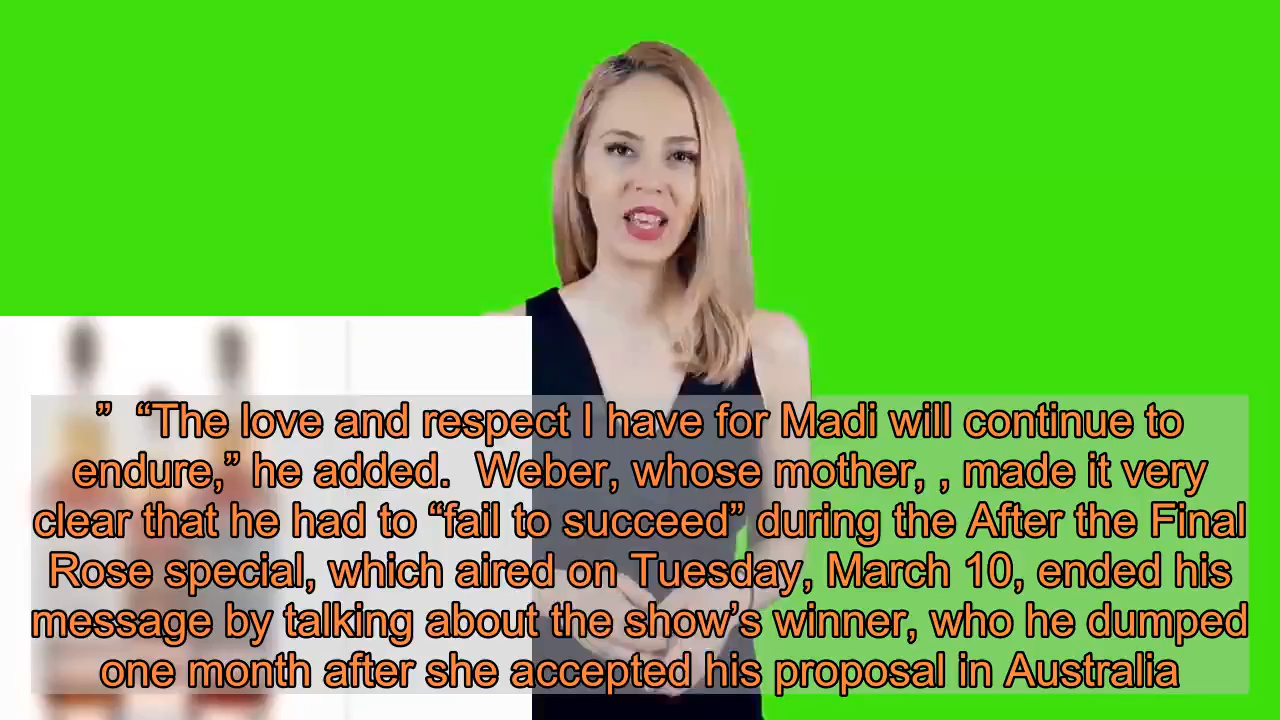 ”  “The love and respect I have for Madi will continue to
endure,” he added.  Weber, whose mother, , made it very
clear that he had to “fail to succeed” during the After the Final
Rose special, which aired on Tuesday, March 10, ended his
message by talking about the show’s winner, who he dumped
one month after she accepted his proposal in Australia